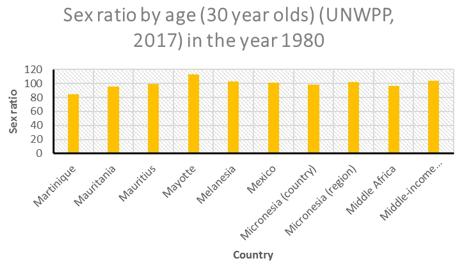 Sex ratio by age (30 year olds) (UNWPP,
2017) in the year 1980
Sex ratio
120
100
80
60
40
20
0
Martinique
Mauritania
Mauritius
Mayotte
Melanesia
Mexico
Micronesia (country)
Micronesia (region)
Middle Africa
Middle-income...
Country